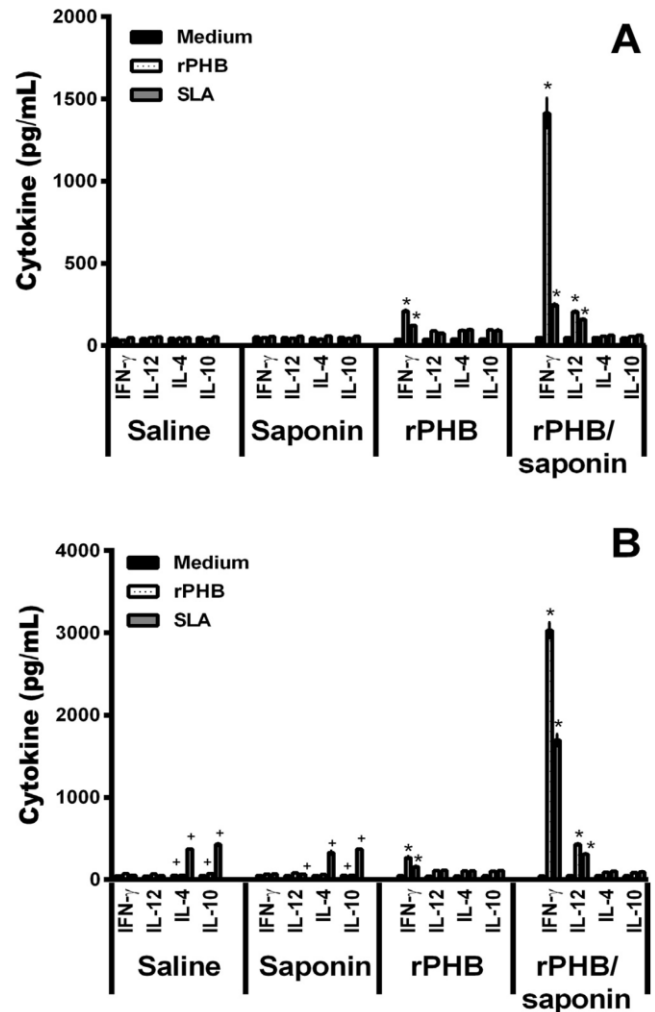 A
Medium
rPHB
SLA
Cytokine (pg/mL)
2000
1500
1000
500
0
* * * * * *
IFN-γ IL-12 IL-4 IL-10 IFN-γ IL-12 IL-4 IL-10 IFN-γ IL-12 IL-4 IL-10 IFN-γ IL-12 IL-4 IL-10
Saline Saponin rPHB rPHB/
saponin
B
Medium
rPHB
SLA
Cytokine (pg/mL)
4000
3000
2000
1000
0
+ + + + + + + + * * * * * *
IFN-γ IL-12 IL-4 IL-10 IFN-γ IL-12 IL-4 IL-10 IFN-γ IL-12 IL-4 IL-10 IFN-γ IL-12 IL-4 IL-10
Saline Saponin rPHB rPHB/
saponin